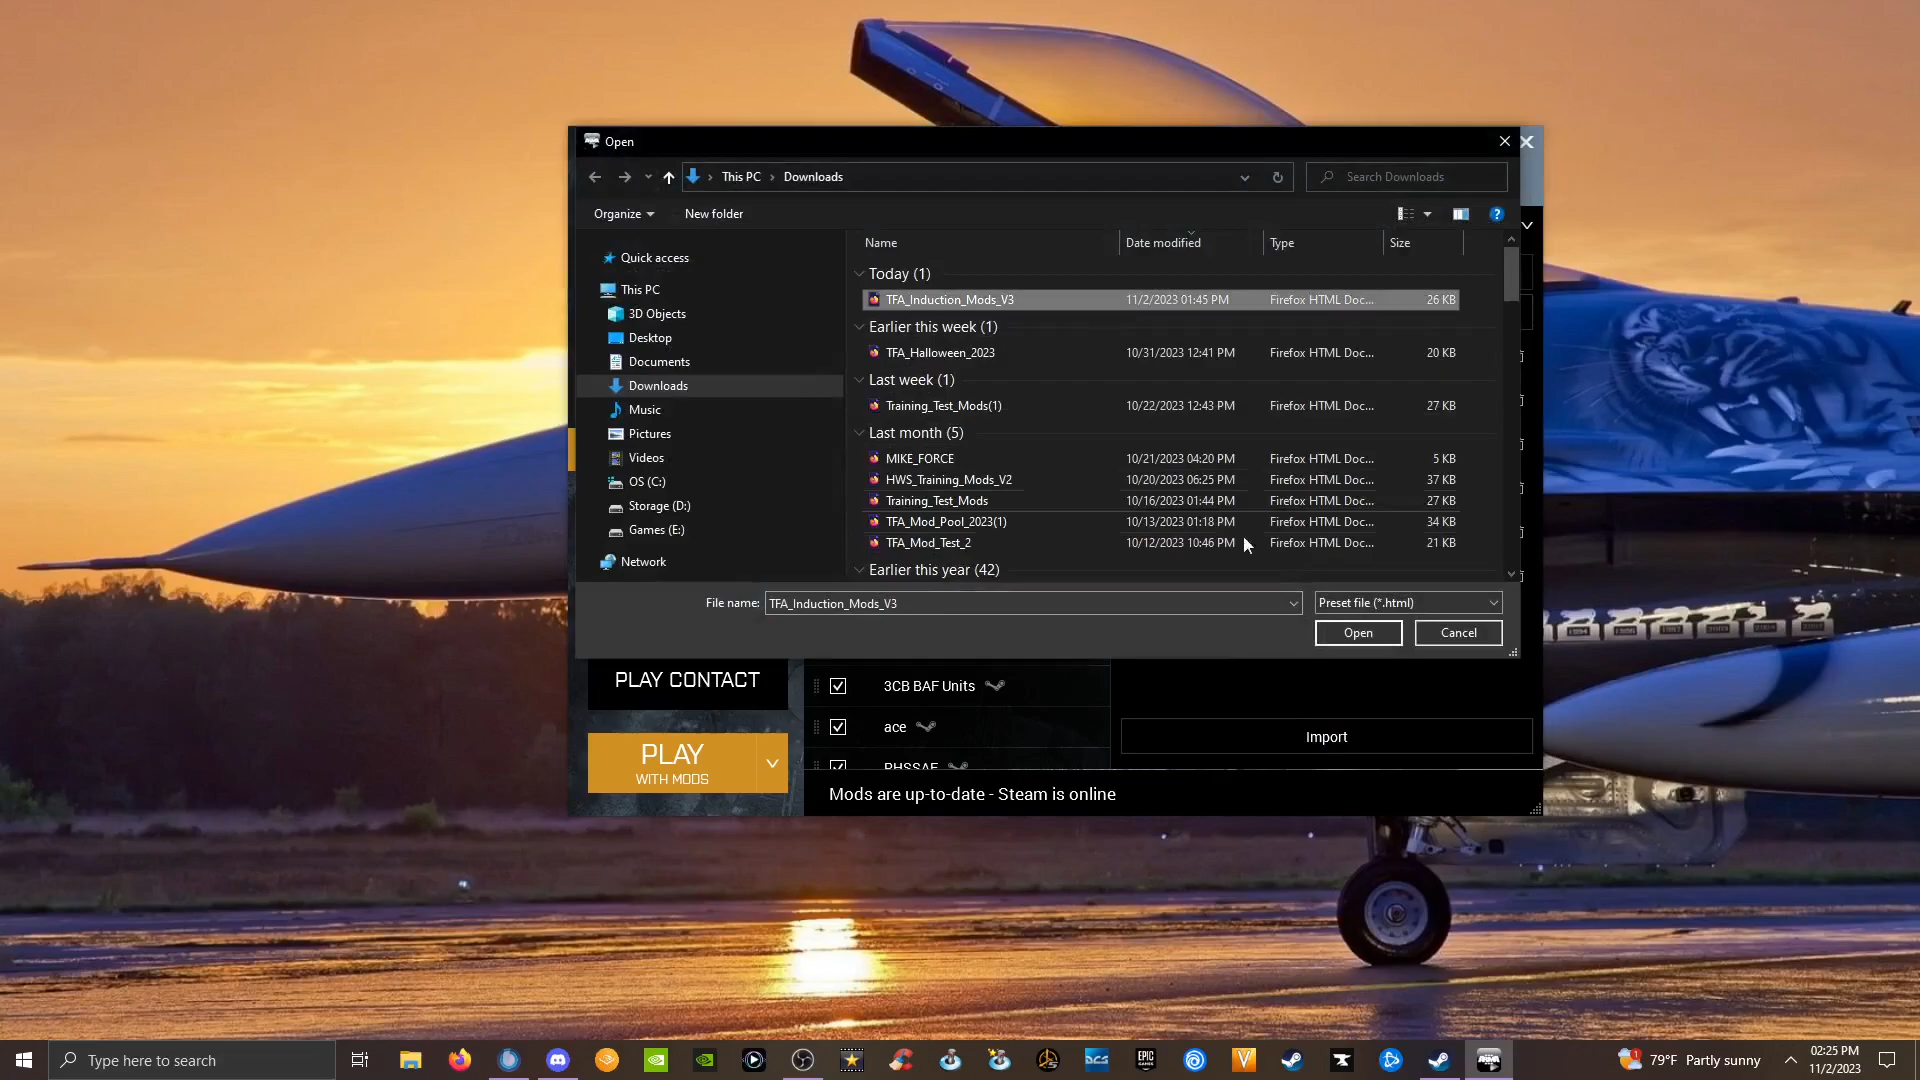 Open
This PC
Downloads
Search Downloads
Organize
New folder
Name
Date modified
Type
Size
Quick access
This PC
3D Objects
Desktop
Documents
Downloads
Music
Pictures
Videos
OS (C:)
Storage (D:)
Games (E:)
Network
Today (1)
TFA_Induction_Mods_V3 11/2/2023 01:45 PM Firefox HTML Doc... 26 KB
Earlier this week (1)
TFA_Halloween_2023 10/31/2023 12:41 PM Firefox HTML Doc... 20 KB
Last week (1)
Training_Test_Mods(1) 10/22/2023 12:43 PM Firefox HTML Doc... 27 KB
Last month (5)
MIKE_FORCE 10/21/2023 04:20 PM Firefox HTML Doc... 5 KB
HWS_Training_Mods_V2 10/20/2023 06:25 PM Firefox HTML Doc... 37 KB
Training_Test_Mods 10/16/2023 01:44 PM Firefox HTML Doc... 27 KB
TFA_Mod_Pool_2023(1) 10/13/2023 01:18 PM Firefox HTML Doc... 34 KB
TFA_Mod_Test_2 10/12/2023 10:46 PM Firefox HTML Doc... 21 KB
Earlier this year (42)
File name: TFA_Induction_Mods_V3
Preset file (*.html)
Open
Cancel
PLAY CONTACT
PLAY
WITH MODS
3CB BAF Units
ace
Import
Mods are up-to-date - Steam is online
Type here to search
DCS
EPIC
GAMES
79°F Partly sunny
02:25 PM
11/2/2023